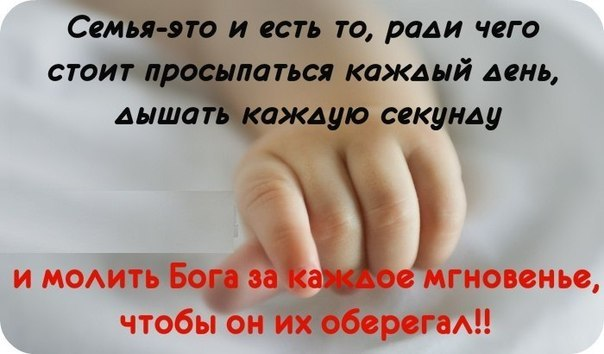 Семья-это и есть то, ради чего
стоит просыпаться каждый день,
дышать каждую секунду
и молить Бога за каждое мгновенье,
чтобы он их оберегал!!